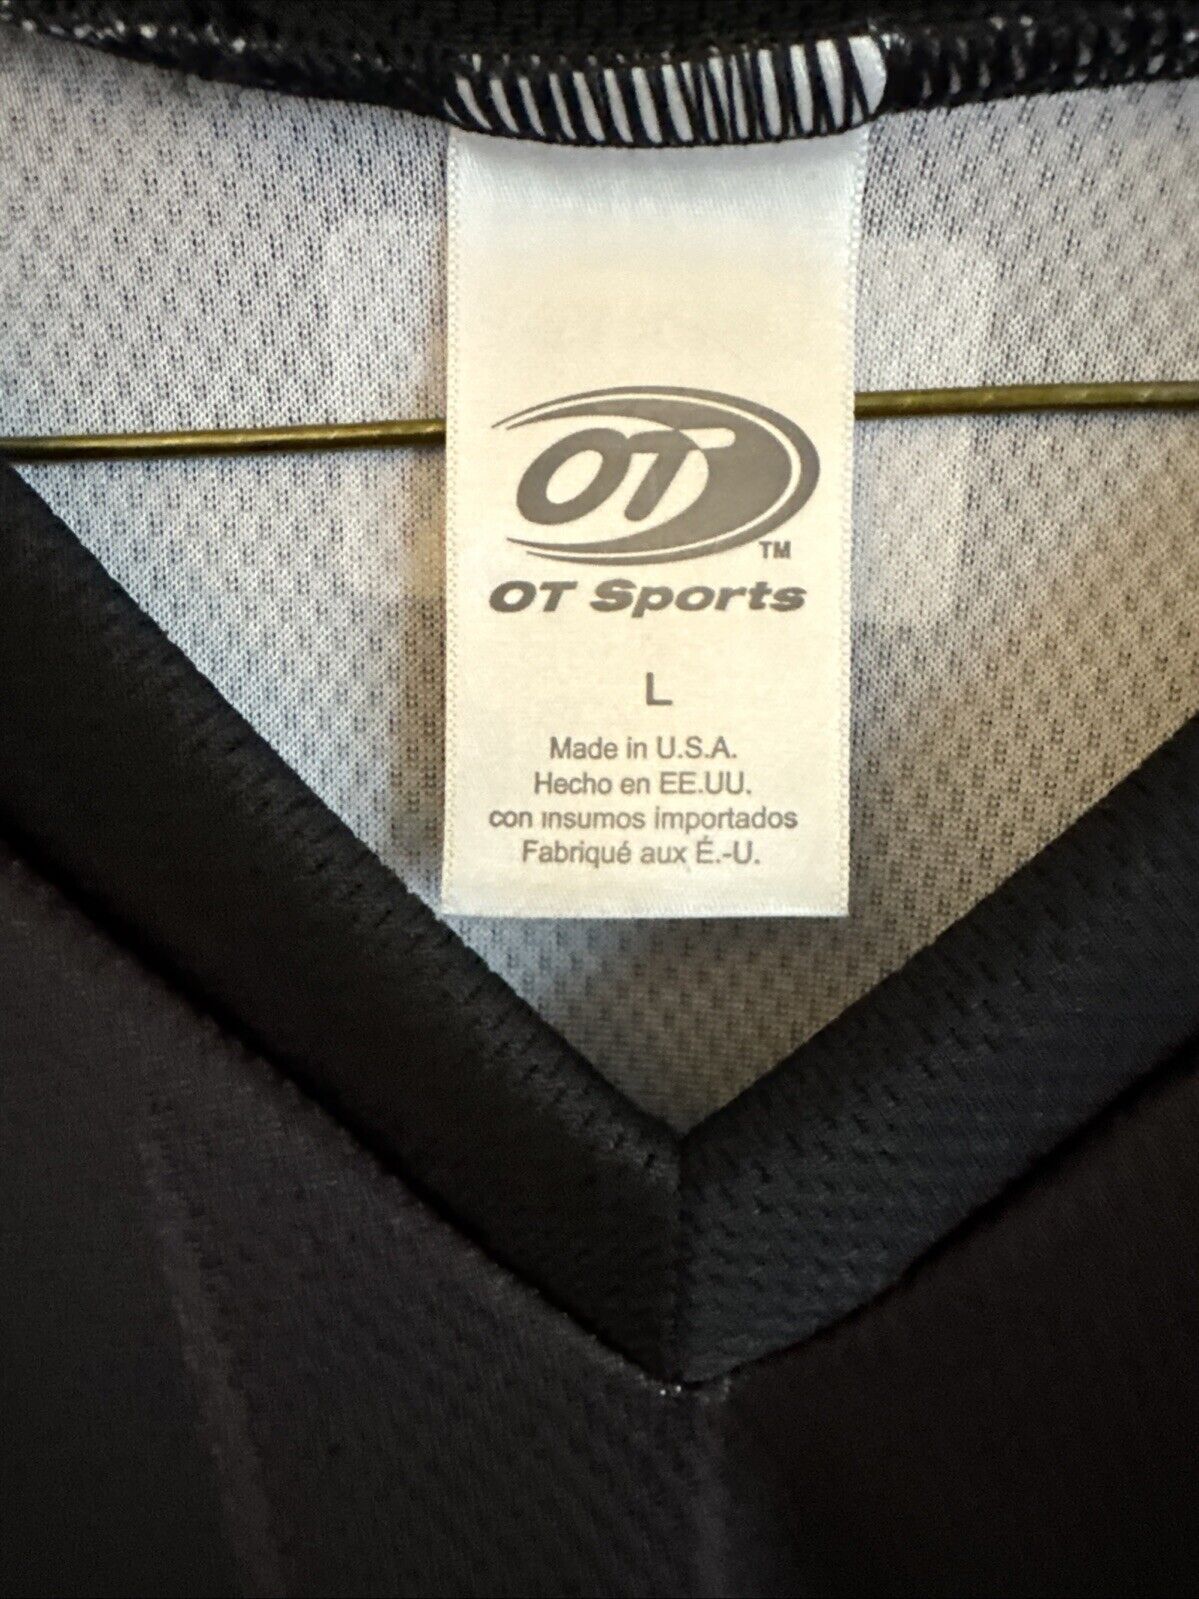 OT
TM
OT Sports
L
Made in U.S.A.
Hecho en EE.UU.
con insumos importados
Fabriqué aux É.-U.